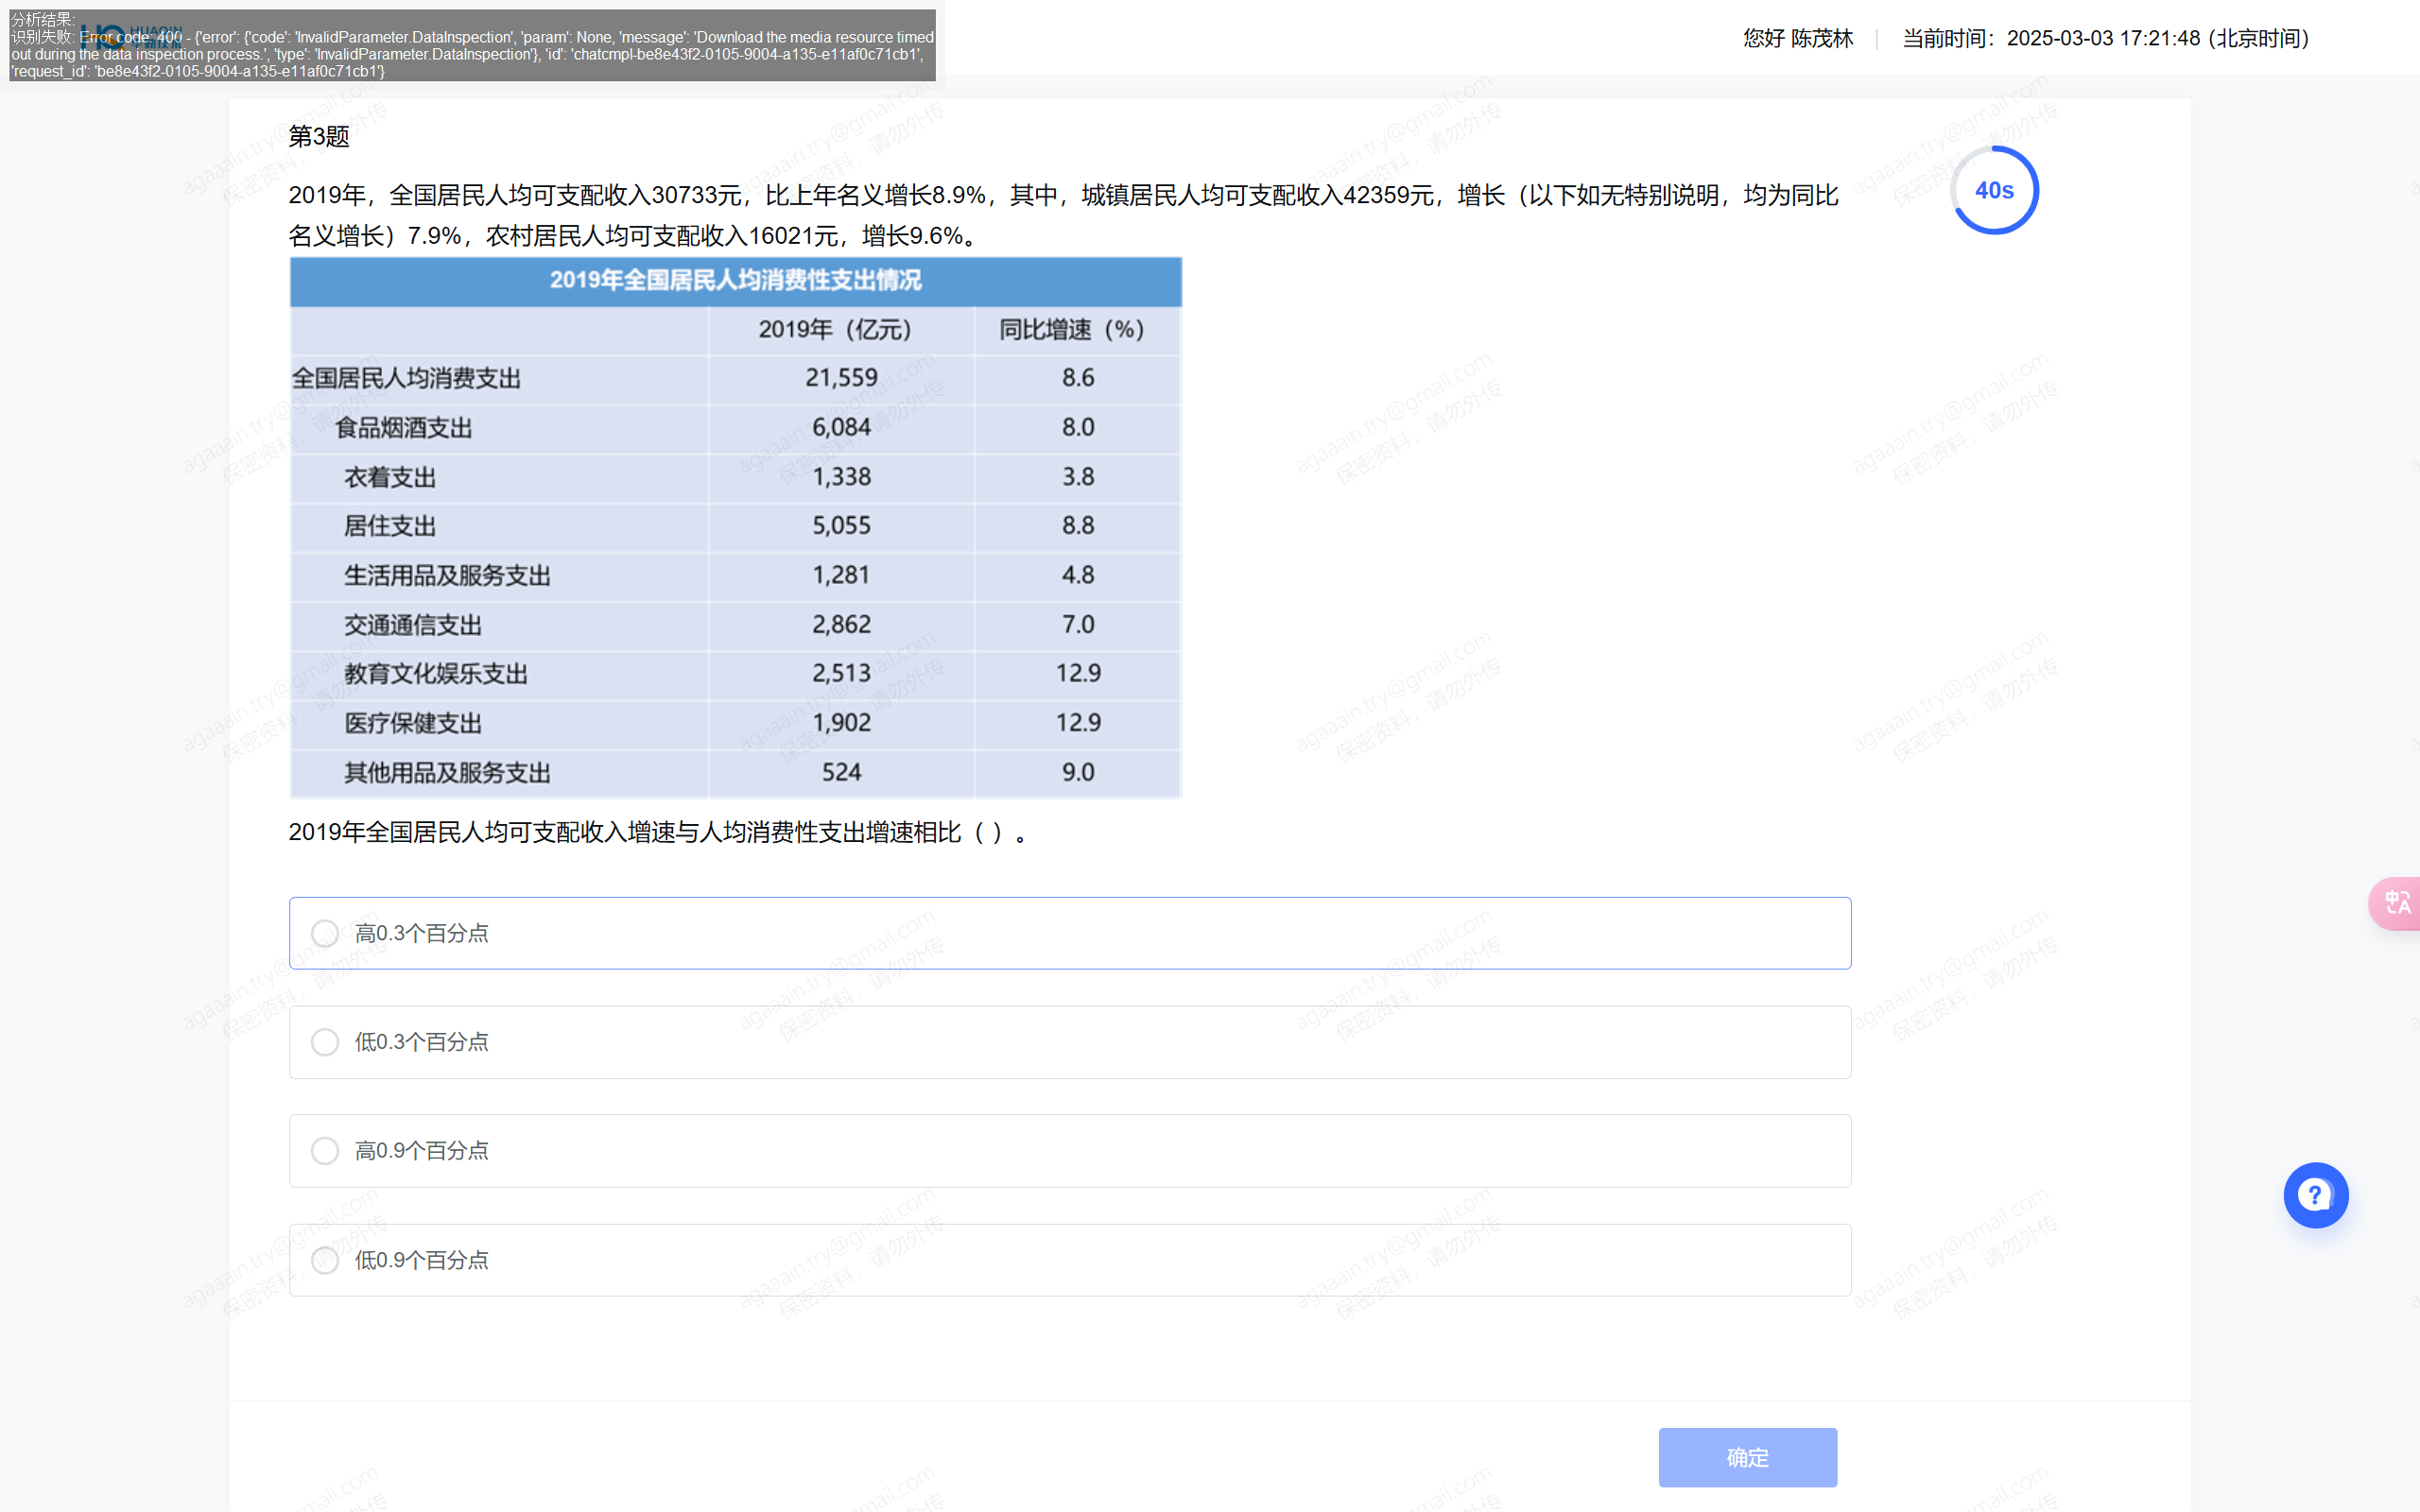 分析结果:
识别失败: Error code: 400 - {'error': {'code': 'InvalidParameter.DataInspection', 'param': None, 'message': 'Download the media resource timed
out during the data inspection process.', 'type': 'InvalidParameter.DataInspection'}, 'id': 'chatcmpl-be8e43f2-0105-9004-a135-e11af0c71cb1',
'request_id': 'be8e43f2-0105-9004-a135-e11af0c71cb1'}
您好 陈茂林 当前时间：2025-03-03 17:21:48 (北京时间)
第3题
40s
2019年，全国居民人均可支配收入30733元，比上年名义增长8.9%，其中，城镇居民人均可支配收入42359元，增长（以下如无特别说明，均为同比
名义增长）7.9%，农村居民人均可支配收入16021元，增长9.6%。
2019年全国居民人均消费性支出情况
2019年（亿元） 同比增速（%）
全国居民人均消费支出 21,559 8.6
食品烟酒支出 6,084 8.0
衣着支出 1,338 3.8
居住支出 5,055 8.8
生活用品及服务支出 1,281 4.8
交通通信支出 2,862 7.0
教育文化娱乐支出 2,513 12.9
医疗保健支出 1,902 12.9
其他用品及服务支出 524 9.0
2019年全国居民人均可支配收入增速与人均消费性支出增速相比（ ）。
高0.3个百分点
低0.3个百分点
高0.9个百分点
低0.9个百分点
确定
agaaain.try@gmail.com
保密资料，请勿外传